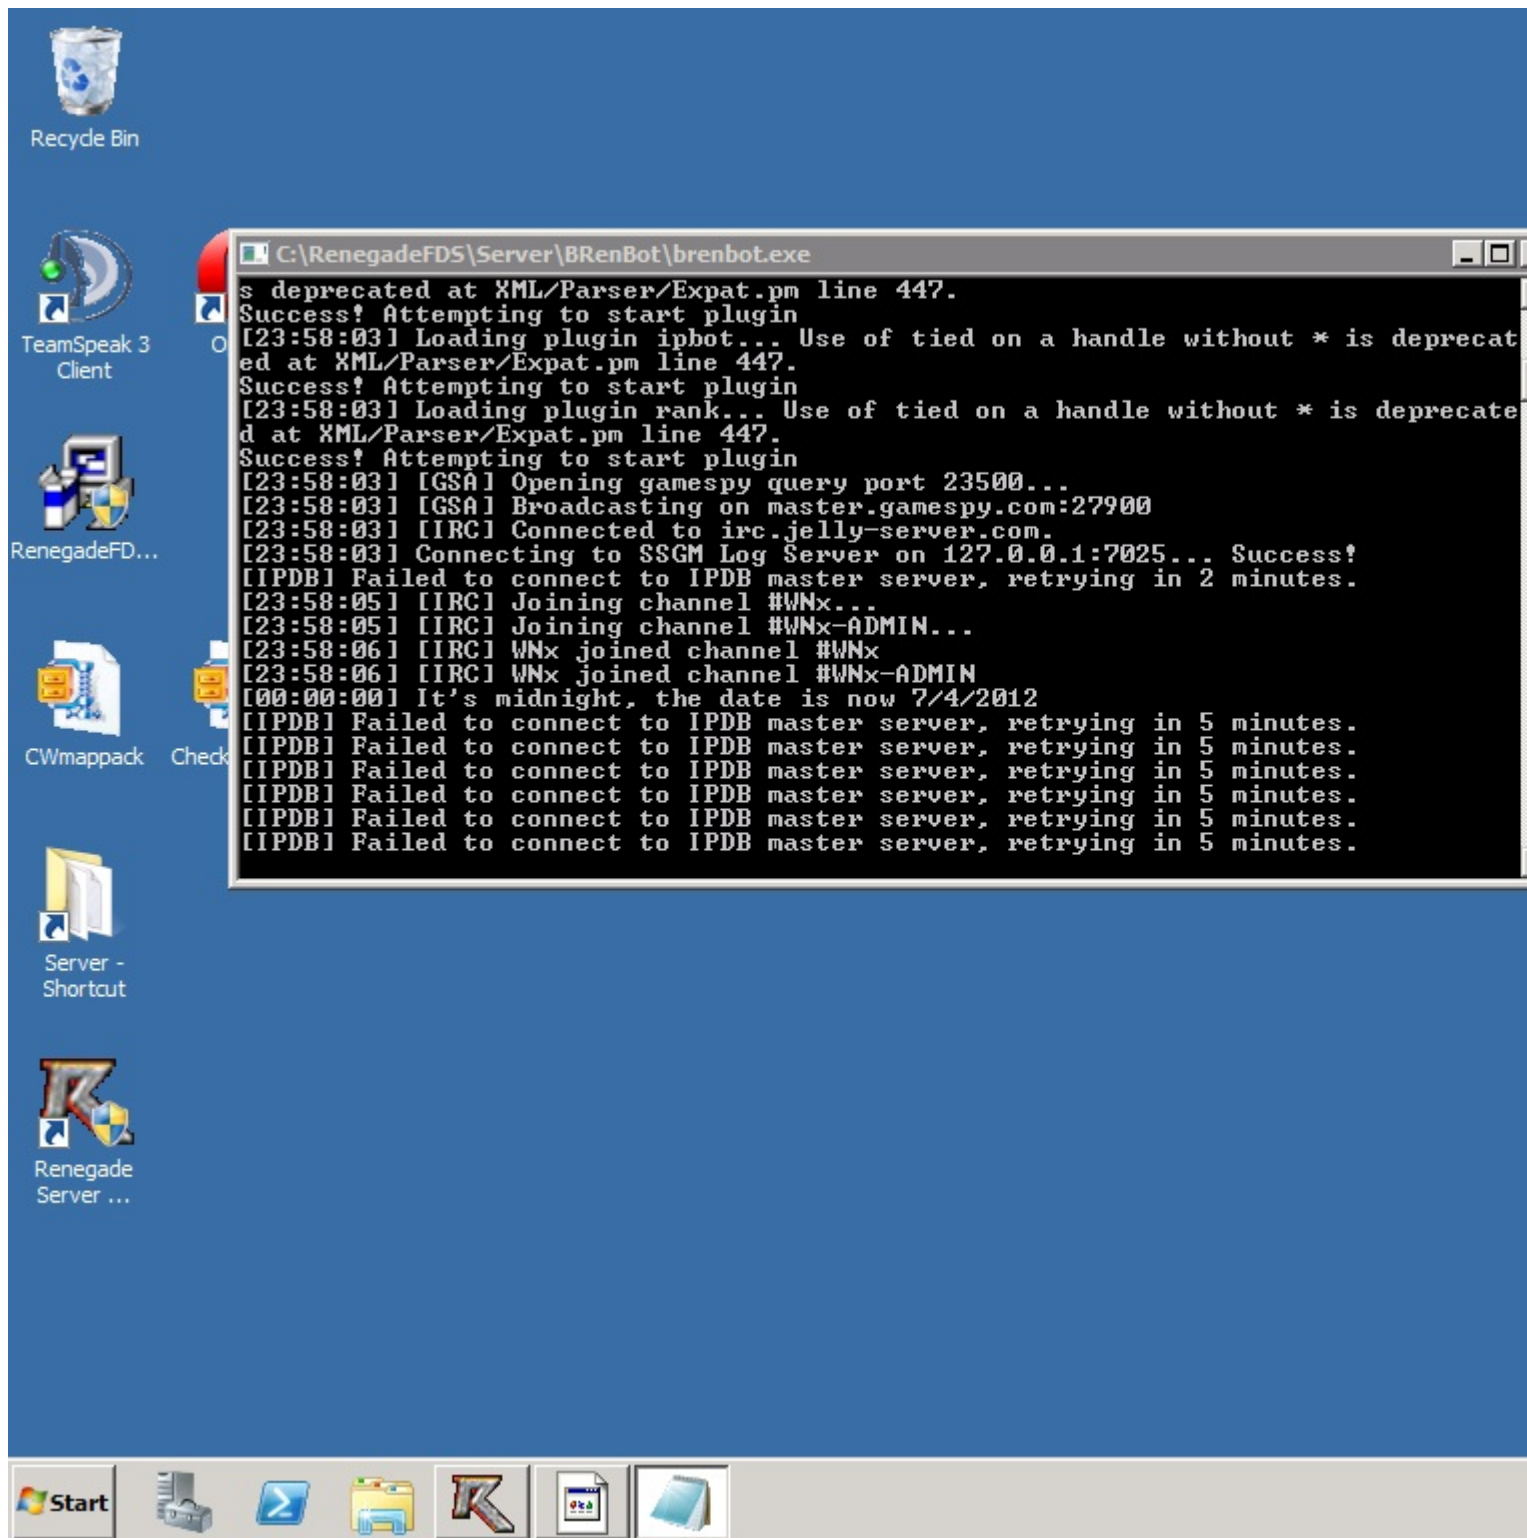 Recycle Bin
TeamSpeak 3
Client
O
RenegadeFD...
CWmappack
Check
Server -
Shortcut
Renegade
Server ...
C:\RenegadeFDS\Server\BRenBot\brenbot.exe
s deprecated at XML/Parser/Expat.pm line 447.
Success! Attempting to start plugin
[23:58:03] Loading plugin ipbot... Use of tied on a handle without * is deprecat
ed at XML/Parser/Expat.pm line 447.
Success! Attempting to start plugin
[23:58:03] Loading plugin rank... Use of tied on a handle without * is deprecate
d at XML/Parser/Expat.pm line 447.
Success! Attempting to start plugin
[23:58:03] [GSA] Opening gamespy query port 23500...
[23:58:03] [GSA] Broadcasting on master.gamespy.com:27900
[23:58:03] [IRC] Connected to irc.jelly-server.com.
[23:58:03] Connecting to SSGM Log Server on 127.0.0.1:7025... Success!
[IPDB] Failed to connect to IPDB master server, retrying in 2 minutes.
[23:58:05] [IRC] Joining channel #WNx...
[23:58:05] [IRC] Joining channel #WNx-ADMIN...
[23:58:06] [IRC] WNx joined channel #WNx
[23:58:06] [IRC] WNx joined channel #WNx-ADMIN
[00:00:00] It's midnight, the date is now 7/4/2012
[IPDB] Failed to connect to IPDB master server, retrying in 5 minutes.
[IPDB] Failed to connect to IPDB master server, retrying in 5 minutes.
[IPDB] Failed to connect to IPDB master server, retrying in 5 minutes.
[IPDB] Failed to connect to IPDB master server, retrying in 5 minutes.
[IPDB] Failed to connect to IPDB master server, retrying in 5 minutes.
[IPDB] Failed to connect to IPDB master server, retrying in 5 minutes.
Start